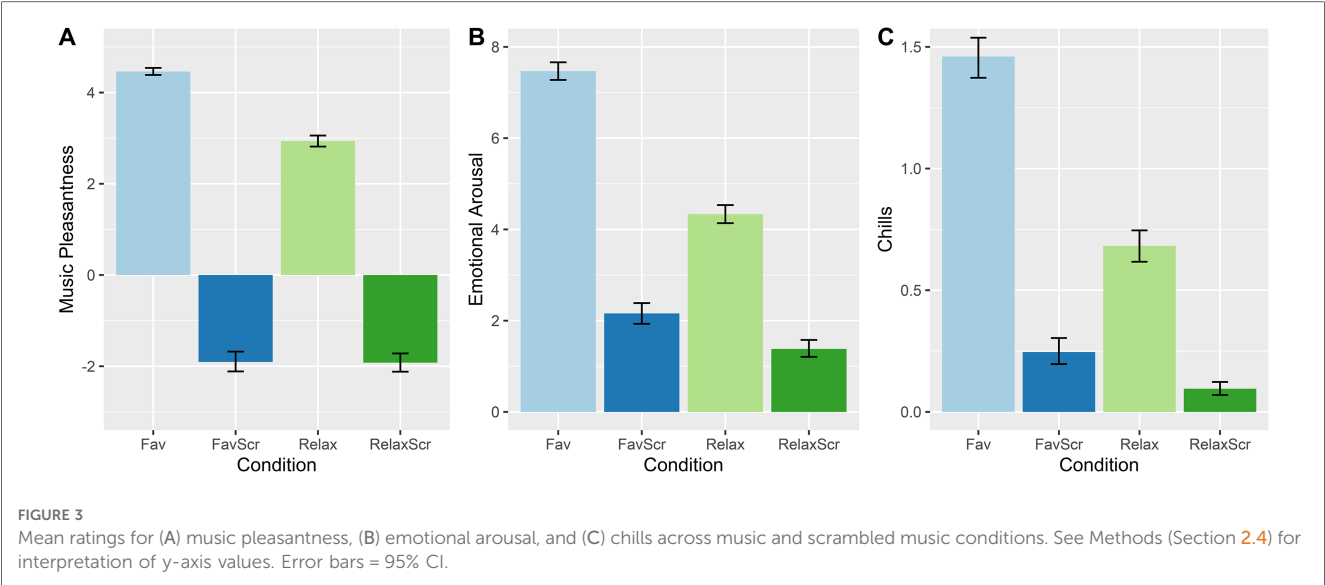 A
Music Pleasantness
4
2
0
-2
Fav FavScr Relax RelaxScr
Condition
B
Emotional Arousal
8
6
4
2
0
Fav FavScr Relax RelaxScr
Condition
C
Chills
1.5
1.0
0.5
0.0
Fav FavScr Relax RelaxScr
Condition
FIGURE 3
Mean ratings for (A) music pleasantness, (B) emotional arousal, and (C) chills across music and scrambled music conditions. See Methods (Section 2.4) for
interpretation of y-axis values. Error bars = 95% CI.